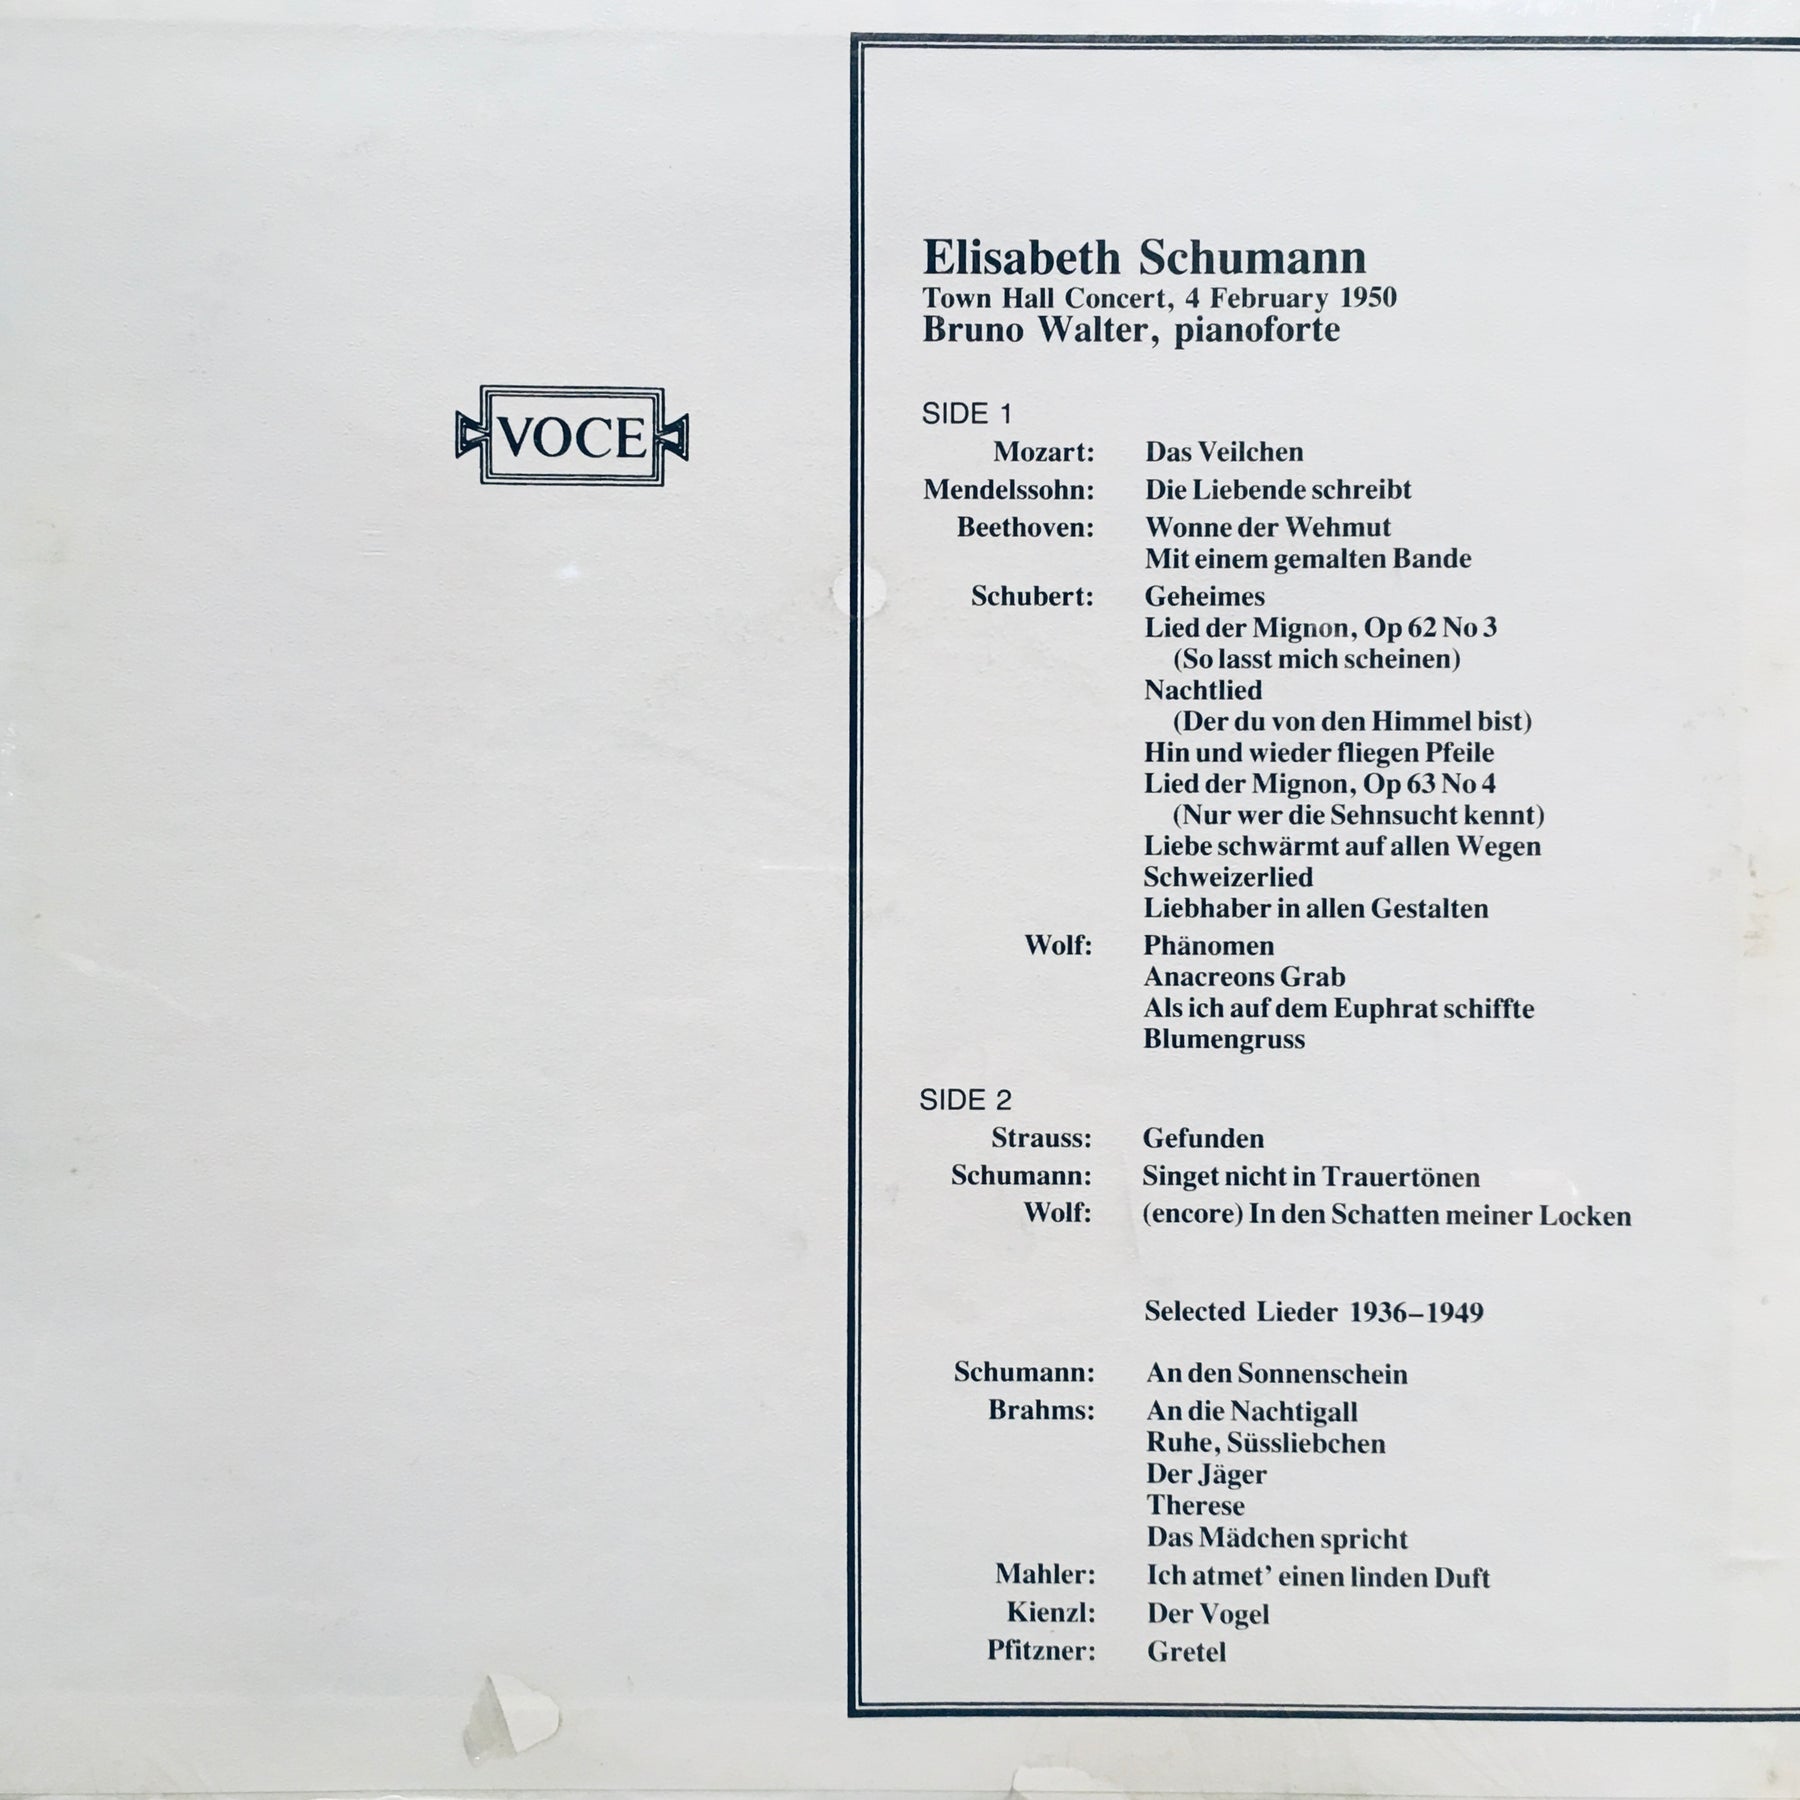 VOCE
Elisabeth Schumann
Town Hall Concert, 4 February 1950
Bruno Walter, pianoforte
SIDE 1
Mozart: Das Veilchen
Mendelssohn: Die Liebende schreibt
Beethoven: Wonne der Wehmut
Mit einem gemalten Bande
Schubert: Geheimes
Lied der Mignon, Op 62 No 3
(So lasst mich scheinen)
Nachtlied
(Der du von den Himmel bist)
Hin und wieder fliegen Pfeile
Lied der Mignon, Op 63 No 4
(Nur wer die Sehnsucht kennt)
Liebe schwärmt auf allen Wegen
Schweizerlied
Liebhaber in allen Gestalten
Wolf: Phänomen
Anacreons Grab
Als ich auf dem Euphrat schiffte
Blumengruss
SIDE 2
Strauss: Gefunden
Schumann: Singet nicht in Trauertönen
Wolf: (encore) In den Schatten meiner Locken
Selected Lieder 1936–1949
Schumann: An den Sonnenschein
Brahms: An die Nachtigall
Ruhe, Süssliebchen
Der Jäger
Therese
Das Mädchen spricht
Mahler: Ich atmet’ einen linden Duft
Kienzl: Der Vogel
Pfitzner: Gretel